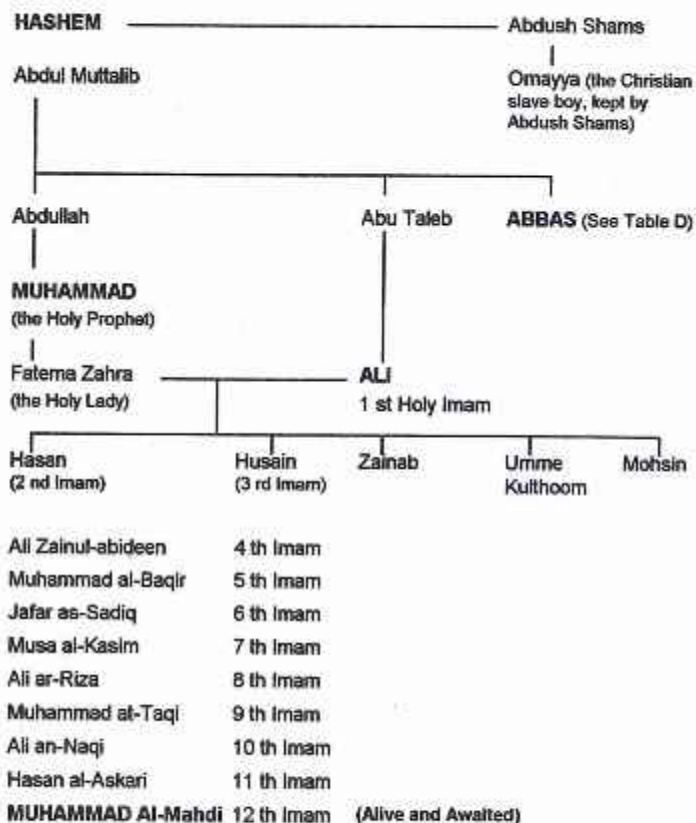 HASHEM Abdush Shams
Abdul Muttalib Omayya (the Christian
slave boy, kept by
Abdush Shams)
Abdullah Abu Taleb ABBAS (See Table D)
MUHAMMAD
(the Holy Prophet)
Fatema Zahra ALI
(the Holy Lady) 1 st Holy Imam
Hasan Husain Zainab Umme Mohsin
(2 nd Imam) (3 rd Imam) Kulthoom
Ali Zainul-abideen 4 th Imam
Muhammad al-Baqir 5 th Imam
Jafar as-Sadiq 6 th Imam
Musa al-Kasim 7 th Imam
Ali ar-Riza 8 th Imam
Muhammad at-Taqi 9 th Imam
Ali an-Naqi 10 th Imam
Hasan al-Askari 11 th Imam
MUHAMMAD Al-Mahdi 12 th Imam (Alive and Awaited)